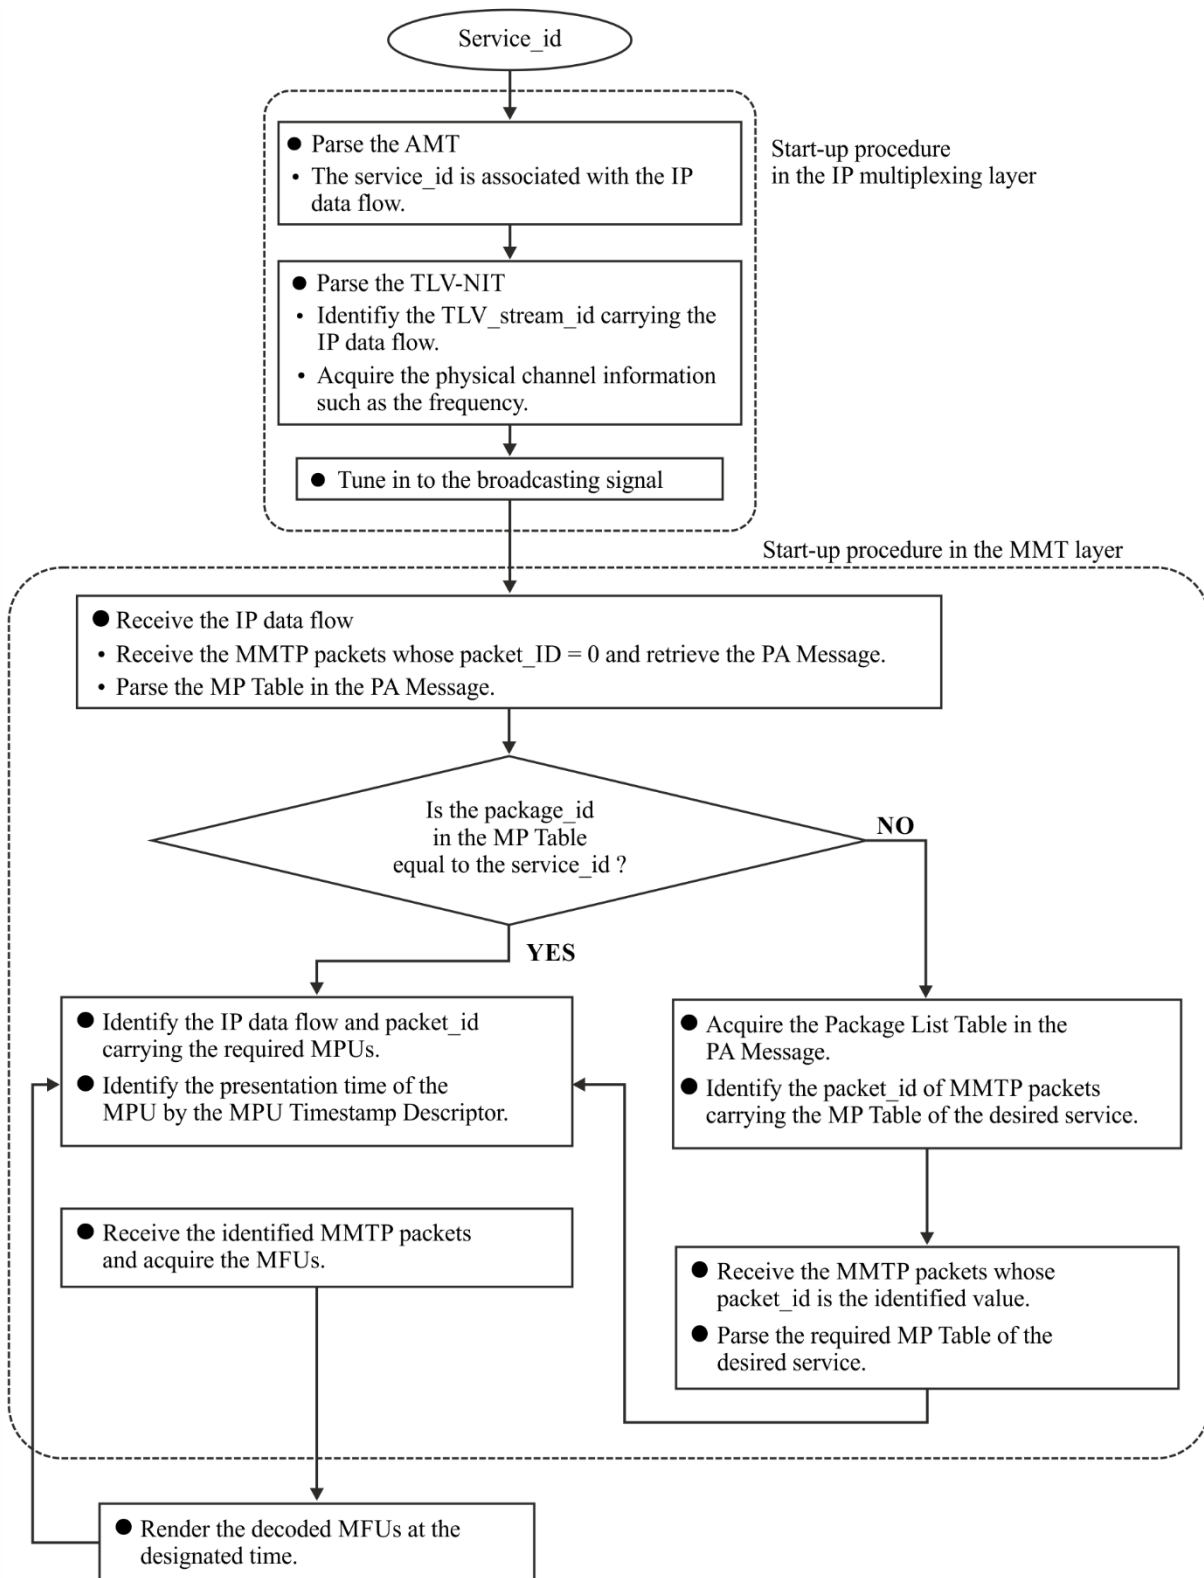 Service_id
● Parse the AMT
• The service_id is associated with the IP
data flow.
Start-up procedure
in the IP multiplexing layer
● Parse the TLV-NIT
• Identifiy the TLV_stream_id carrying the
IP data flow.
• Acquire the physical channel information
such as the frequency.
● Tune in to the broadcasting signal
Start-up procedure in the MMT layer
● Receive the IP data flow
• Receive the MMTP packets whose packet_ID = 0 and retrieve the PA Message.
• Parse the MP Table in the PA Message.
Is the package_id
in the MP Table
equal to the service_id ?
NO
YES
● Identify the IP data flow and packet_id
carrying the required MPUs.
● Identify the presentation time of the
MPU by the MPU Timestamp Descriptor.
● Acquire the Package List Table in the
PA Message.
● Identify the packet_id of MMTP packets
carrying the MP Table of the desired service.
● Receive the identified MMTP packets
and acquire the MFUs.
● Receive the MMTP packets whose
packet_id is the identified value.
● Parse the required MP Table of the
desired service.
● Render the decoded MFUs at the
designated time.